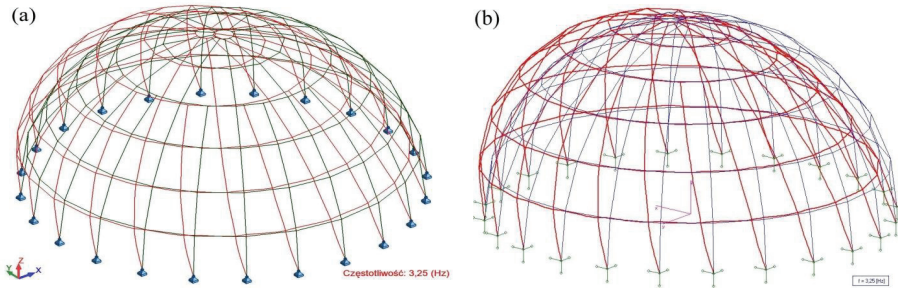 (a)
(b)
Z
Y
X
Częstotliwość: 3,25 (Hz)
f = 3,25 [Hz]